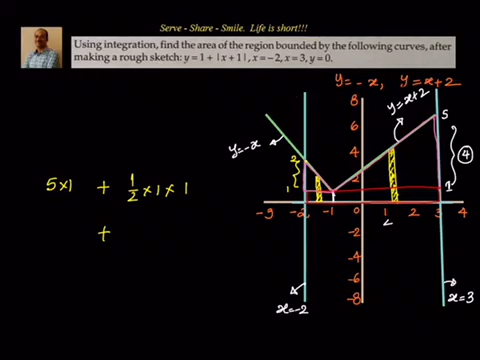 Serve - Share - Smile. Life is short!!!
Using integration, find the area of the region bounded by the following curves, after
making a rough sketch: y = 1 + | x + 1 |, x = −2, x = 3, y = 0.
y = -x, y = x+2
8
6
4
2
y = x+2
5
y = -x
2
1
4
1
5×1 + 1/2 × 1 × 1
+
-3 -2 -1 0 1 2 3 4
-2
-4
-6
-8
x = -2
x = 3